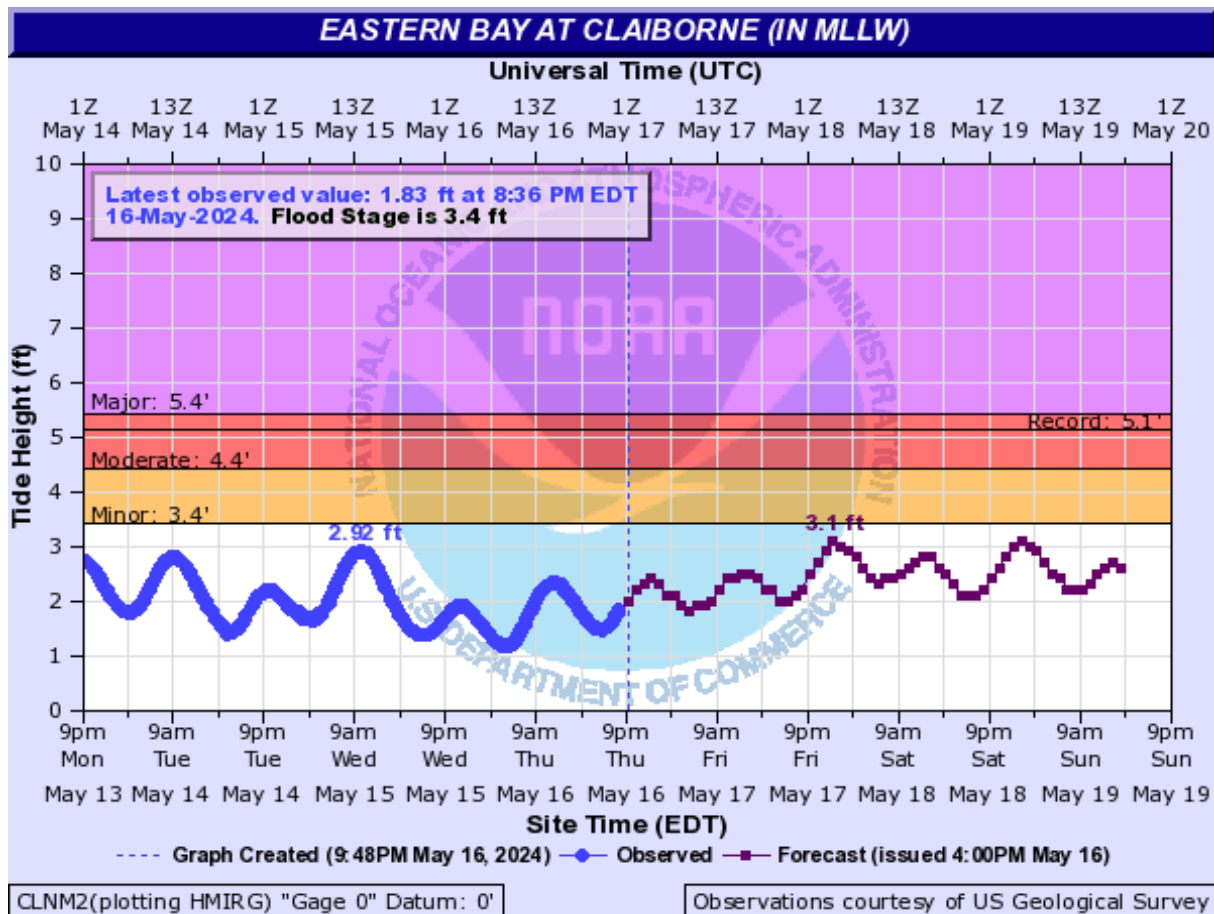 EASTERN BAY AT CLAIBORNE (IN MLLW)
Universal Time (UTC)
1Z 13Z 1Z 13Z 1Z 13Z 1Z 13Z 1Z 13Z 1Z 13Z 1Z
May 14 May 14 May 15 May 15 May 16 May 16 May 17 May 17 May 18 May 18 May 19 May 19 May 20
Latest observed value: 1.83 ft at 8:36 PM EDT
16-May-2024. Flood Stage is 3.4 ft
NATIONAL OCEANIC AND ATMOSPHERIC ADMINISTRATION
NOAA
U.S. DEPARTMENT OF COMMERCE
Tide Height (ft)
10
9
8
7
6
5
4
3
2
1
0
Major: 5.4'
Record: 5.1'
Moderate: 4.4'
Minor: 3.4'
2.92 ft
3.1 ft
9pm 9am 9pm 9am 9pm 9am 9pm 9am 9pm 9am 9pm 9am 9pm
Mon Tue Tue Wed Wed Thu Thu Fri Fri Sat Sat Sun Sun
May 13 May 14 May 14 May 15 May 15 May 16 May 16 May 17 May 17 May 18 May 18 May 19 May 19
Site Time (EDT)
Graph Created (9:48PM May 16, 2024) Observed Forecast (issued 4:00PM May 16)
CLNM2(plotting HMIRG) "Gage 0" Datum: 0'
Observations courtesy of US Geological Survey